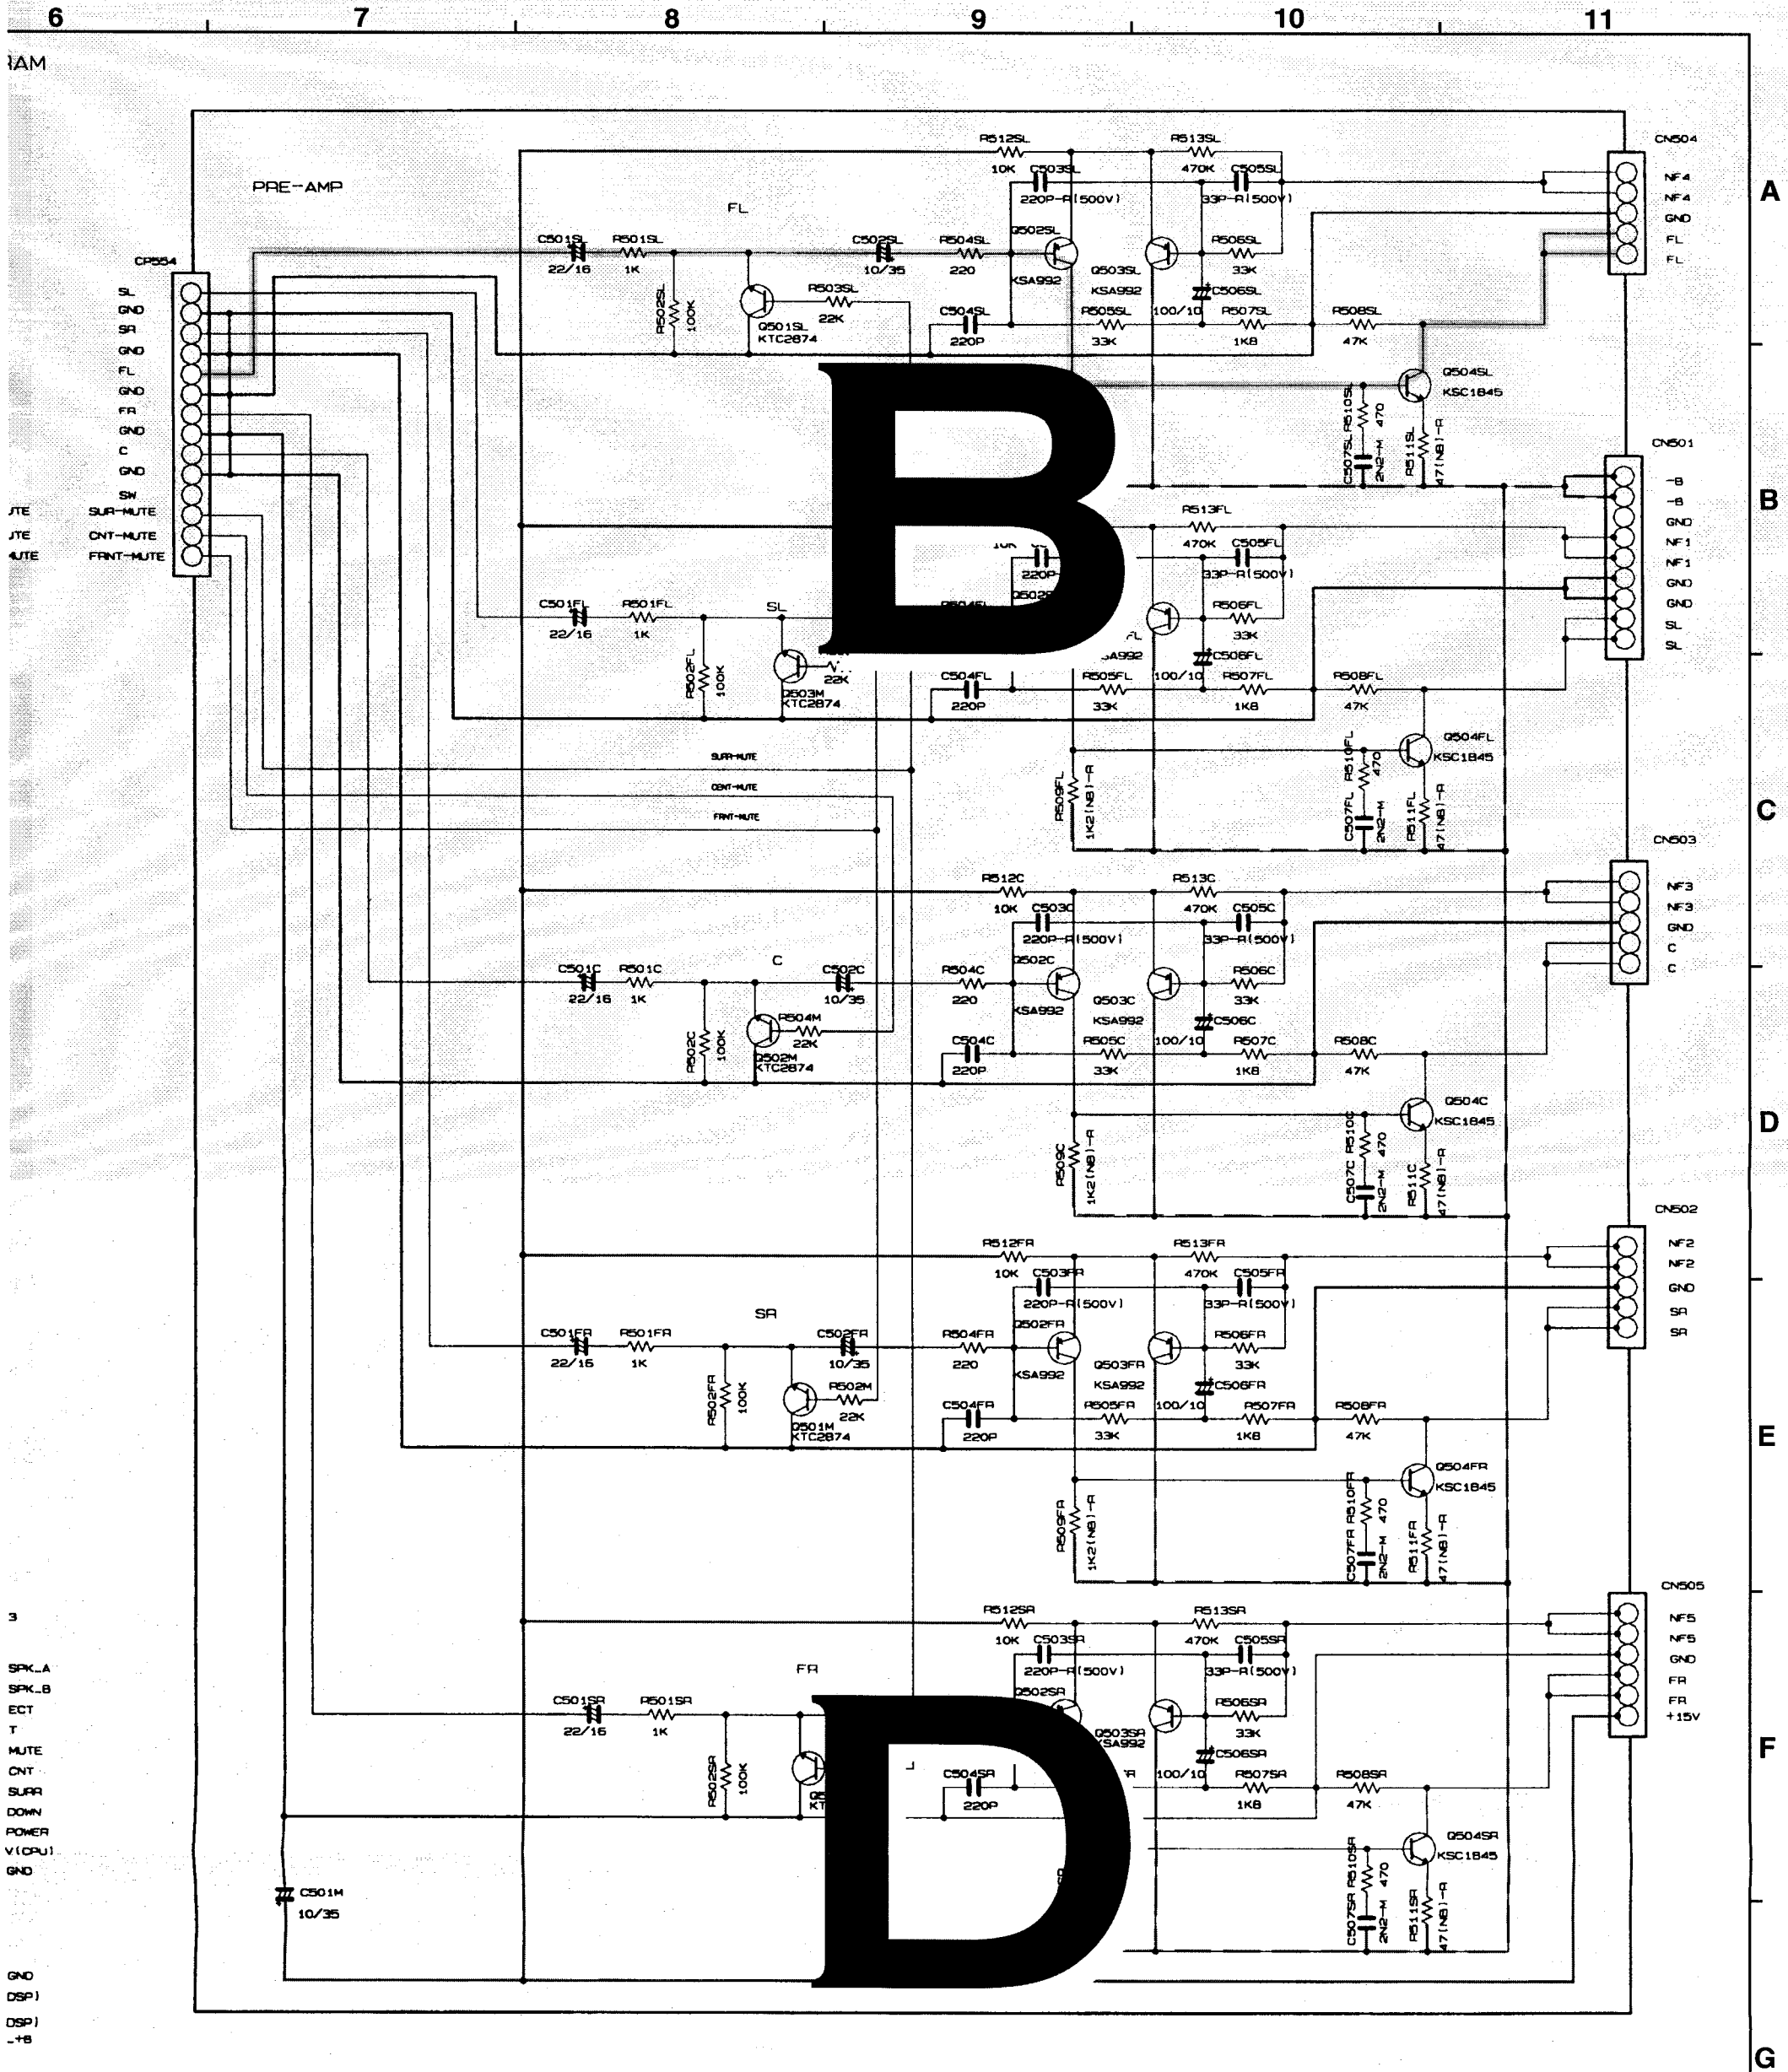 6 7 8 9 10 11
PRE-AMP
A
CN504
NF4
NF4
GND
FL
FL
R512SL
10K
C503SL
220P-R(500V)
R513SL
470K
C505SL
33P-R(500V)
FL
C501SL
22/16
R501SL
1K
C502SL
10/35
R504SL
220
Q502SL
KSA992
Q503SL
KSA992
R506SL
33K
C506SL
100/10
R502SL
100K
Q501SL
KTC2874
R503SL
22K
C504SL
220P
R505SL
33K
R507SL
1K8
R508SL
47K
CP554
SL
GND
SR
GND
FL
GND
FR
GND
C
GND
SW
SUR-MUTE
CNT-MUTE
FRNT-MUTE
B
Q504SL
KSC1845
R510SL
470
C507SL
2N2-M
R511SL
47(NB)-R
B
CN501
-B
-B
GND
NF1
NF1
GND
GND
SL
SL
R513FL
470K
C505FL
33P-R(500V)
C501FL
22/16
R501FL
1K
SL
R506FL
33K
C506FL
100/10
R502FL
100K
22K
Q503M
KTC2874
C504FL
220P
R505FL
33K
R507FL
1K8
R508FL
47K
SURR-MUTE
CENT-MUTE
FRNT-MUTE
R509FL
1K2(NB)-R
Q504FL
KSC1845
R510FL
470
C507FL
2N2-M
R511FL
47(NB)-R
C
CN503
NF3
NF3
GND
C
C
R512C
10K
C503C
220P-R(500V)
R513C
470K
C505C
33P-R(500V)
C501C
22/16
R501C
1K
C
C502C
10/35
R504C
220
Q502C
KSA992
Q503C
KSA992
R506C
33K
C506C
100/10
R502C
100K
R504M
22K
Q502M
KTC2874
C504C
220P
R505C
33K
R507C
1K8
R508C
47K
R509C
1K2(NB)-R
Q504C
KSC1845
R510C
470
C507C
2N2-M
R511C
47(NB)-R
D
CN502
NF2
NF2
GND
SR
SR
R512FR
10K
C503FR
220P-R(500V)
R513FR
470K
C505FR
33P-R(500V)
C501FR
22/16
R501FR
1K
SR
C502FR
10/35
R504FR
220
Q502FR
KSA992
Q503FR
KSA992
R506FR
33K
C506FR
100/10
R502FR
100K
R502M
22K
Q501M
KTC2874
C504FR
220P
R505FR
33K
R507FR
1K8
R508FR
47K
R509FR
1K2(NB)-R
Q504FR
KSC1845
R510FR
470
C507FR
2N2-M
R511FR
47(NB)-R
E
CN505
NF5
NF5
GND
FR
FR
+15V
R512SR
10K
C503SR
220P-R(500V)
R513SR
470K
C505SR
33P-R(500V)
3
SPK_A
SPK_B
ECT
T
MUTE
CNT
SURR
DOWN
POWER
V(CPU)
GND
C501SR
22/16
R501SR
1K
FR
Q502SR
Q503SR
KSA992
R506SR
33K
C506SR
100/10
R502SR
100K
D
C504SR
220P
R507SR
1K8
R508SR
47K
Q504SR
KSC1845
R510SR
470
C507SR
2N2-M
R511SR
47(NB)-R
F
C501M
10/35
GND
DSP)
DSP)
_+B
G